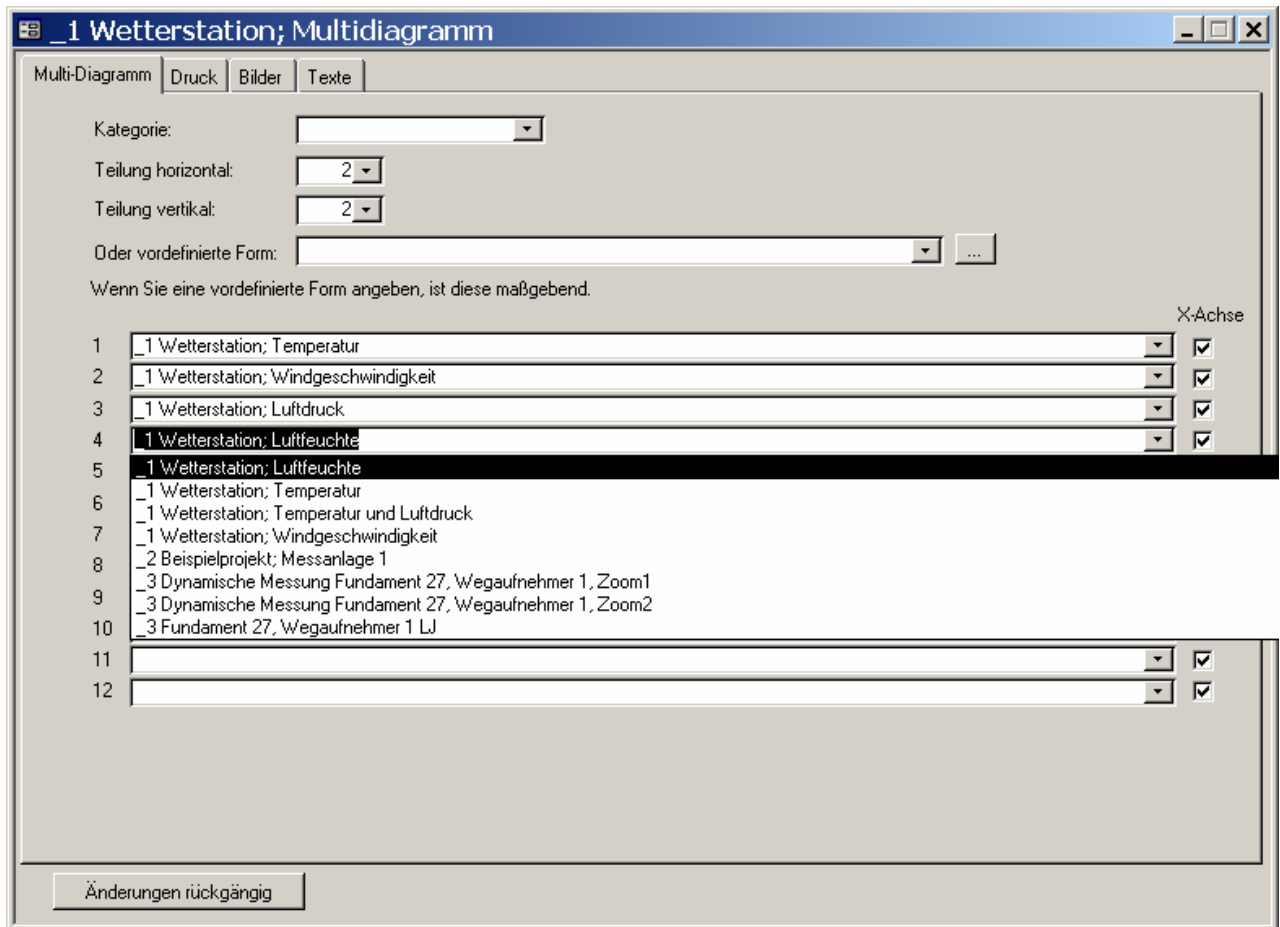 _1 Wetterstation; Multidiagramm
Multi-Diagramm Druck Bilder Texte
Kategorie:
Teilung horizontal: 2
Teilung vertikal: 2
Oder vordefinierte Form: ...
Wenn Sie eine vordefinierte Form angeben, ist diese maßgebend.
X-Achse
1 _1 Wetterstation; Temperatur
2 _1 Wetterstation; Windgeschwindigkeit
3 _1 Wetterstation; Luftdruck
4 _1 Wetterstation; Luftfeuchte
5 _1 Wetterstation; Luftfeuchte
_1 Wetterstation; Temperatur
6 _1 Wetterstation; Temperatur und Luftdruck
7 _1 Wetterstation; Windgeschwindigkeit
8 _2 Beispielprojekt; Messanlage 1
_3 Dynamische Messung Fundament 27, Wegaufnehmer 1, Zoom1
9 _3 Dynamische Messung Fundament 27, Wegaufnehmer 1, Zoom2
10 _3 Fundament 27, Wegaufnehmer 1 LJ
11
12
Änderungen rückgängig